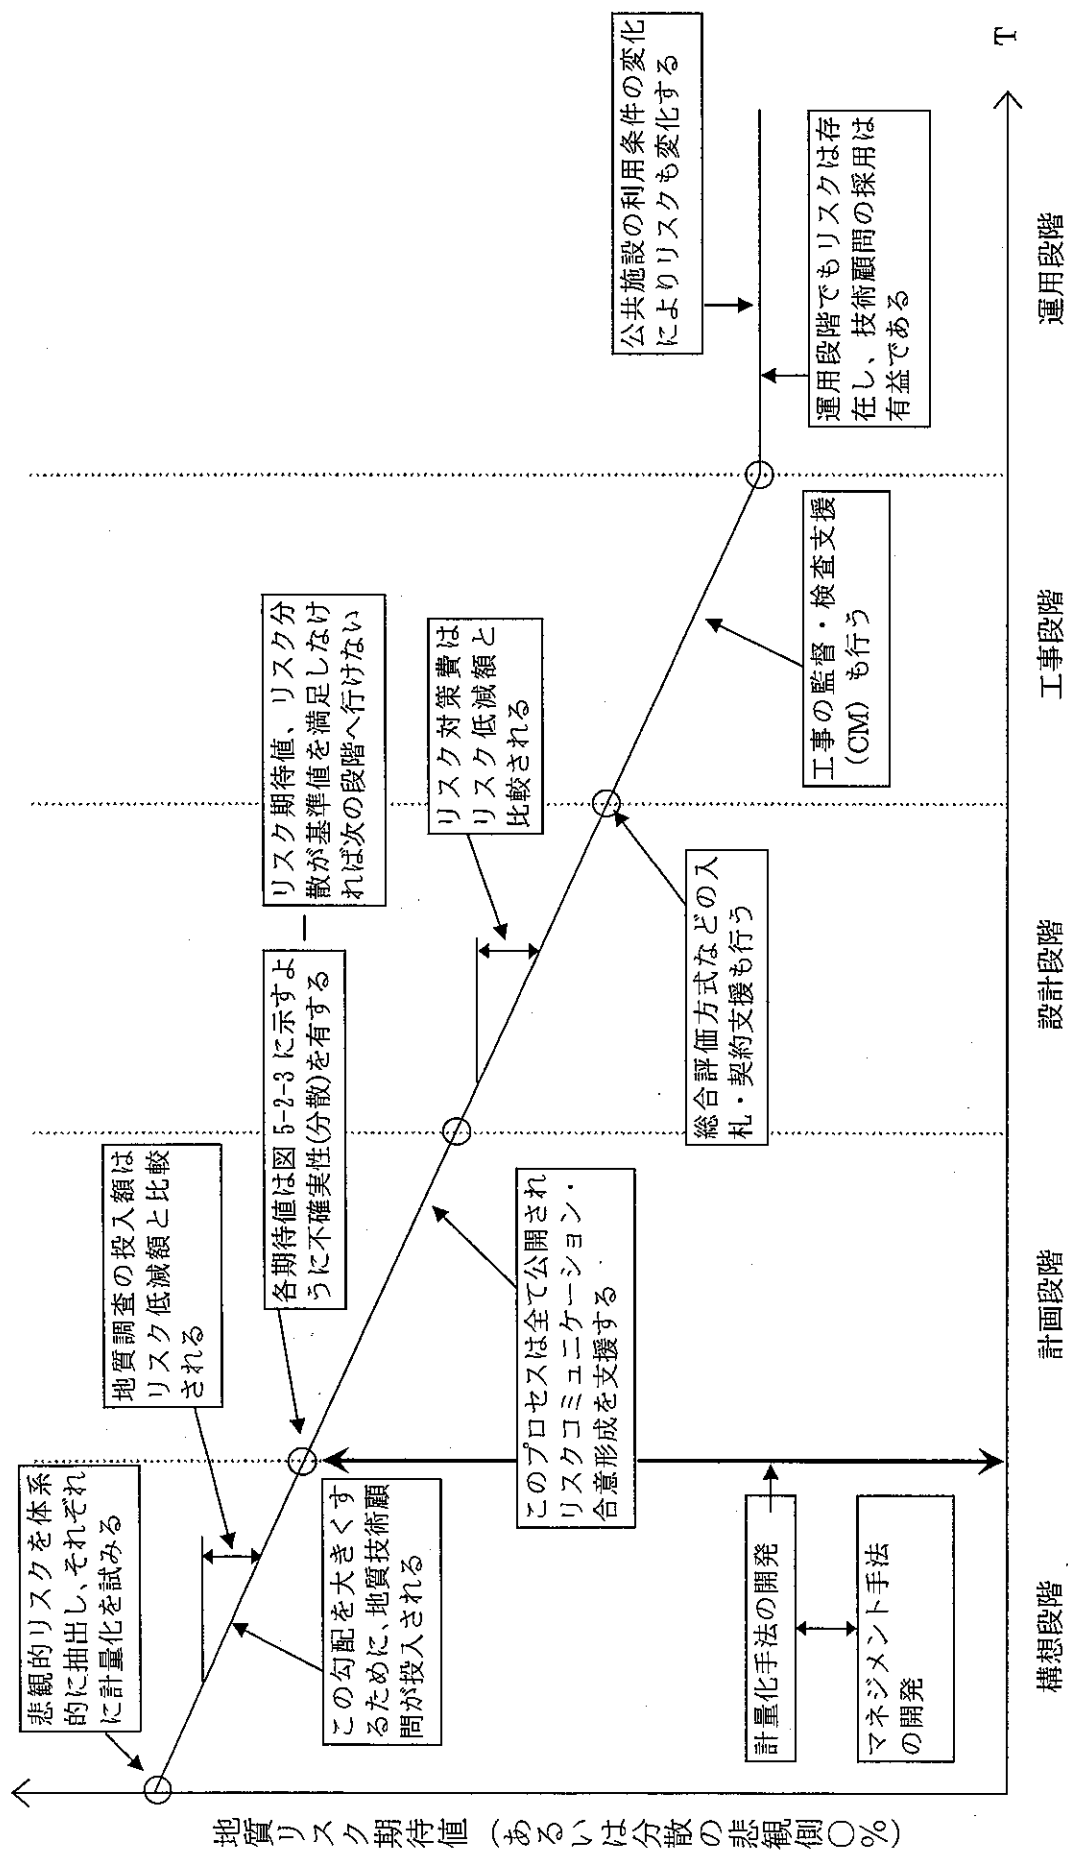 悲観的リスクを体系
的に抽出し、それぞれ
に計量化を試みる
地質調査の投入額は
リスク低減額と比較
される
この勾配を大きくす
るために、地質技術顧
問が投入される
各期待値は図 5-2-3 に示すよ
うに不確実性(分散)を有する
リスク期待値、リスク分
散が基準値を満足しなけ
れば次の段階へ行けない
リスク対策費は
リスク低減額と
比較される
このプロセスは全て公開され
リスクコミュニケーション・
合意形成を支援する
総合評価方式などの入
札・契約支援も行う
工事の監督・検査支援
(CM) も行う
公共施設の利用条件の変化
によりリスクも変化する
運用段階でもリスクは存
在し、技術顧問の採用は
有益である
計量化手法の開発
マネジメント手法
の開発
地質リスク期待値 (あるいは分散の悲観側○%)
構想段階
計画段階
設計段階
工事段階
運用段階
T